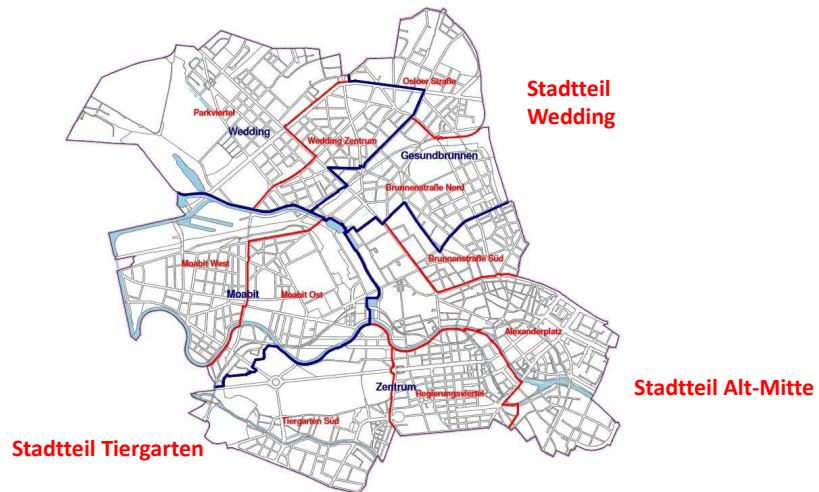 Osloer Straße
Stadtteil
Wedding
Parkviertel
Wedding
Wedding Zentrum
Gesundbrunnen
Brunnenstraße Nord
Brunnenstraße Süd
Moabit West
Moabit
Moabit Ost
Alexanderplatz
Zentrum
Regierungsviertel
Stadtteil Alt-Mitte
Tiergarten Süd
Stadtteil Tiergarten